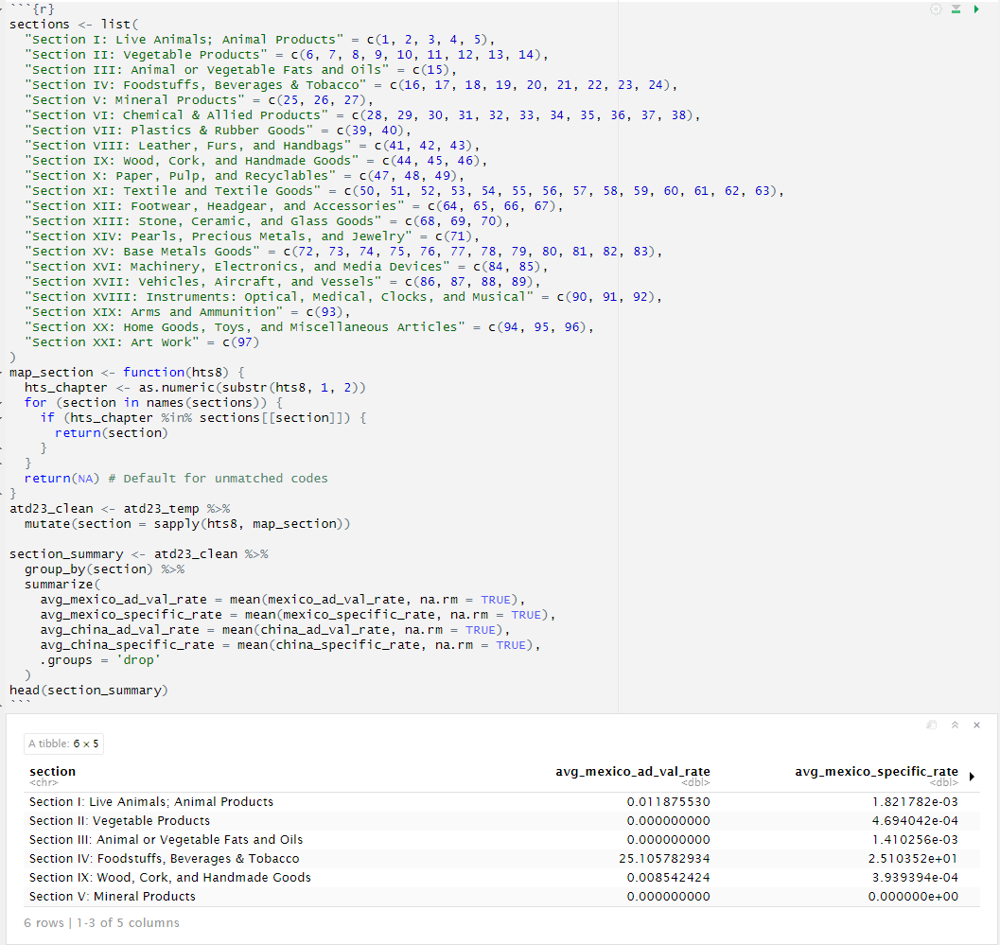 ```{r}
sections <- list(
  "Section I: Live Animals; Animal Products" = c(1, 2, 3, 4, 5),
  "Section II: Vegetable Products" = c(6, 7, 8, 9, 10, 11, 12, 13, 14),
  "Section III: Animal or Vegetable Fats and Oils" = c(15),
  "Section IV: Foodstuffs, Beverages & Tobacco" = c(16, 17, 18, 19, 20, 21, 22, 23, 24),
  "Section V: Mineral Products" = c(25, 26, 27),
  "Section VI: Chemical & Allied Products" = c(28, 29, 30, 31, 32, 33, 34, 35, 36, 37, 38),
  "Section VII: Plastics & Rubber Goods" = c(39, 40),
  "Section VIII: Leather, Furs, and Handbags" = c(41, 42, 43),
  "Section IX: Wood, Cork, and Handmade Goods" = c(44, 45, 46),
  "Section X: Paper, Pulp, and Recyclables" = c(47, 48, 49),
  "Section XI: Textile and Textile Goods" = c(50, 51, 52, 53, 54, 55, 56, 57, 58, 59, 60, 61, 62, 63),
  "Section XII: Footwear, Headgear, and Accessories" = c(64, 65, 66, 67),
  "Section XIII: Stone, Ceramic, and Glass Goods" = c(68, 69, 70),
  "Section XIV: Pearls, Precious Metals, and Jewelry" = c(71),
  "Section XV: Base Metals Goods" = c(72, 73, 74, 75, 76, 77, 78, 79, 80, 81, 82, 83),
  "Section XVI: Machinery, Electronics, and Media Devices" = c(84, 85),
  "Section XVII: Vehicles, Aircraft, and Vessels" = c(86, 87, 88, 89),
  "Section XVIII: Instruments: Optical, Medical, Clocks, and Musical" = c(90, 91, 92),
  "Section XIX: Arms and Ammunition" = c(93),
  "Section XX: Home Goods, Toys, and Miscellaneous Articles" = c(94, 95, 96),
  "Section XXI: Art Work" = c(97)
)
map_section <- function(hts8) {
  hts_chapter <- as.numeric(substr(hts8, 1, 2))
  for (section in names(sections)) {
    if (hts_chapter %in% sections[[section]]) {
      return(section)
    }
  }
  return(NA) # Default for unmatched codes
}
atd23_clean <- atd23_temp %>%
  mutate(section = sapply(hts8, map_section))
section_summary <- atd23_clean %>%
  group_by(section) %>%
  summarize(
    avg_mexico_ad_val_rate = mean(mexico_ad_val_rate, na.rm = TRUE),
    avg_mexico_specific_rate = mean(mexico_specific_rate, na.rm = TRUE),
    avg_china_ad_val_rate = mean(china_ad_val_rate, na.rm = TRUE),
    avg_china_specific_rate = mean(china_specific_rate, na.rm = TRUE),
    .groups = 'drop'
  )
head(section_summary)
```
A tibble: 6 × 5
section avg_mexico_ad_val_rate avg_mexico_specific_rate
<chr> <dbl> <dbl>
Section I: Live Animals; Animal Products 0.011875530 1.821782e-03
Section II: Vegetable Products 0.000000000 4.694042e-04
Section III: Animal or Vegetable Fats and Oils 0.000000000 1.410256e-03
Section IV: Foodstuffs, Beverages & Tobacco 25.105782934 2.510352e+01
Section IX: Wood, Cork, and Handmade Goods 0.008542424 3.939394e-04
Section V: Mineral Products 0.000000000 0.000000e+00
6 rows | 1-3 of 5 columns